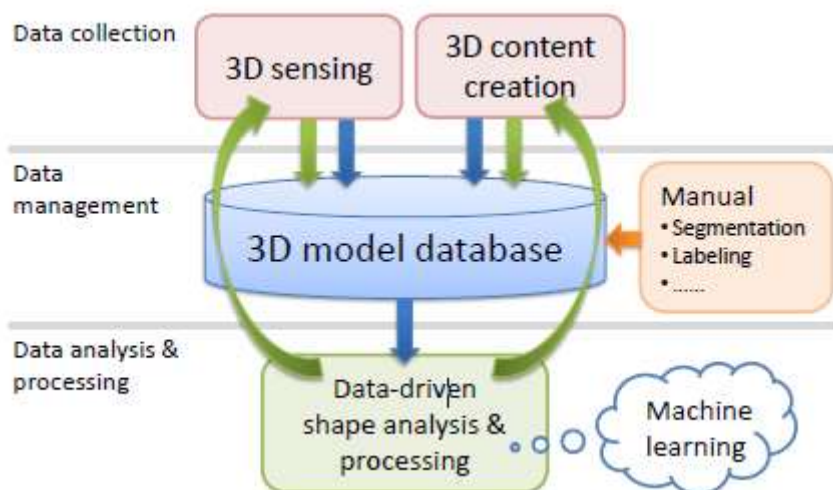 Data collection
3D sensing
3D content
creation
Data
management
3D model database
Manual
• Segmentation
• Labeling
• ......
Data analysis &
processing
Data-driven
shape analysis &
processing
Machine
learning